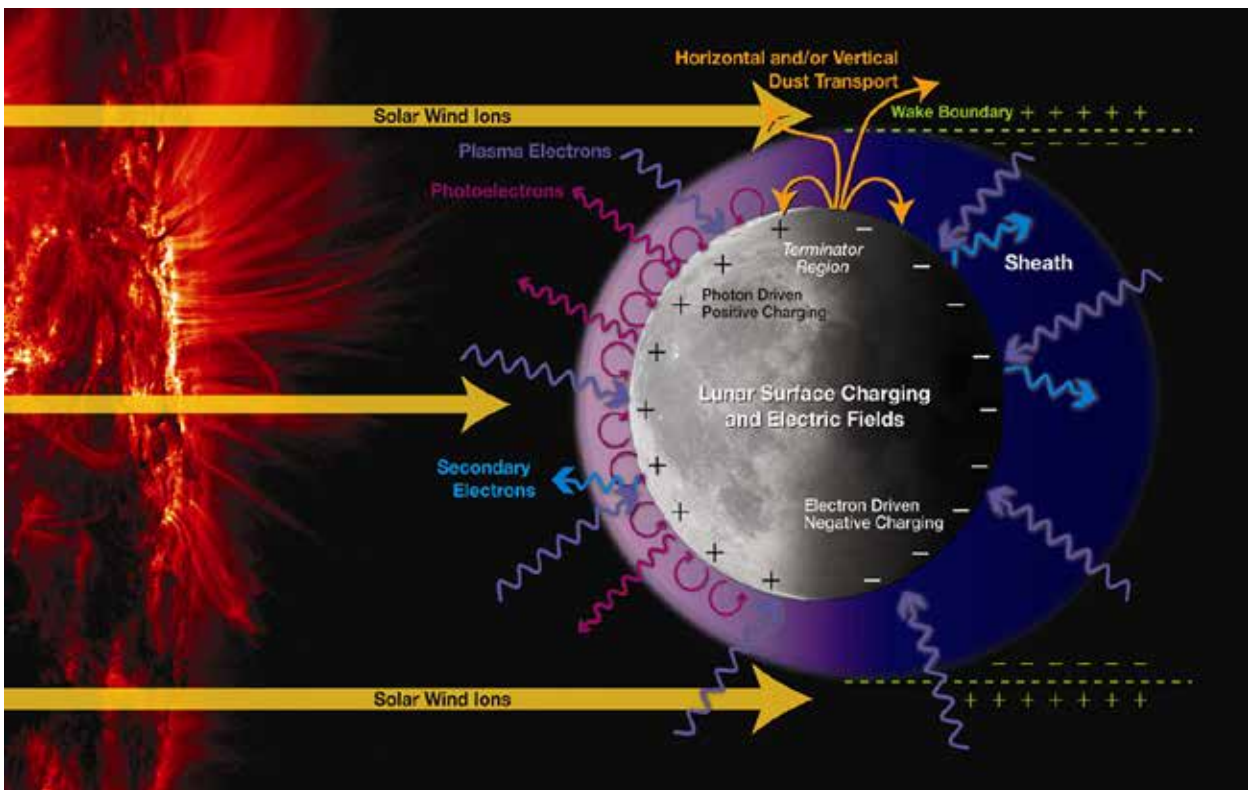 Horizontal and/or Vertical
Dust Transport
Solar Wind Ions
Wake Boundary + + + + +
– – – – –
Plasma Electrons
Photoelectrons
Terminator
Region
Sheath
Photon Driven
Positive Charging
Lunar Surface Charging
and Electric Fields
Secondary
Electrons
Electron Driven
Negative Charging
Solar Wind Ions
– – – – – –
+ + + + + + +